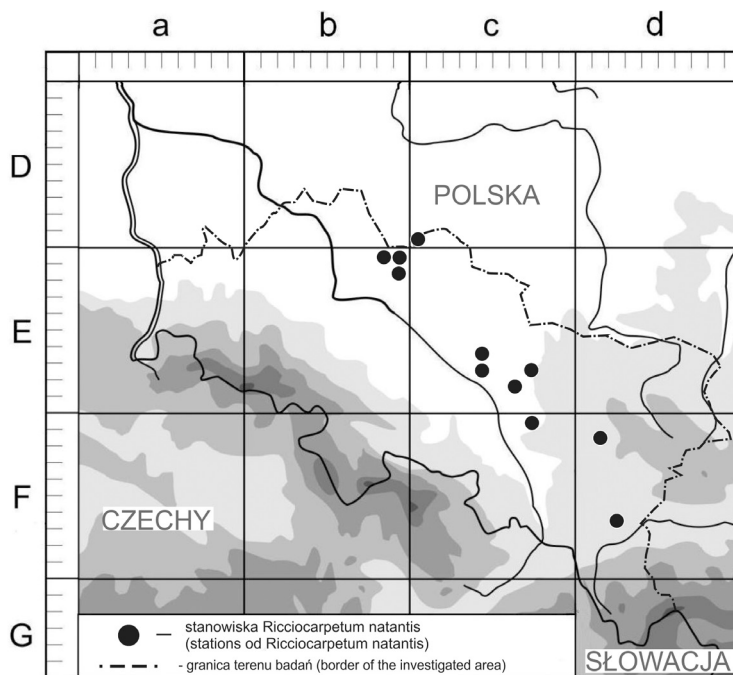 a b c d
D
POLSKA
E
F
CZECHY
G
– stanowiska Ricciocarpetum natantis
(stations od Ricciocarpetum natantis)
- granica terenu badań (border of the investigated area)
SŁOWACJA